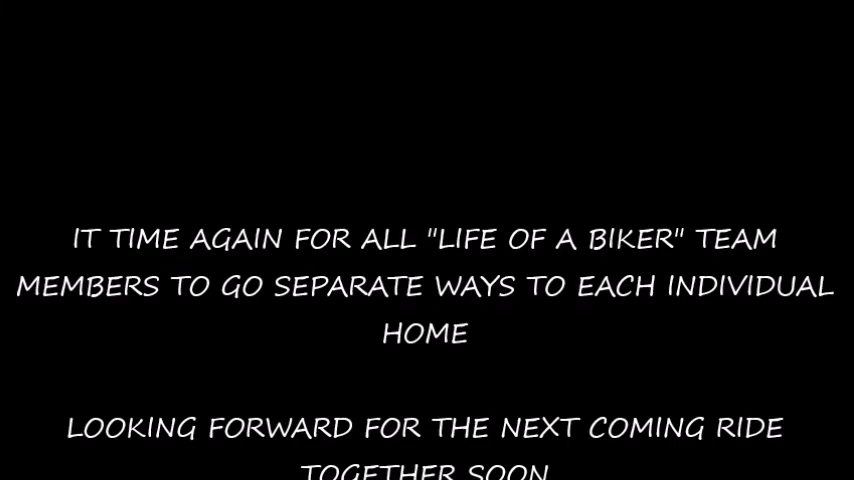 IT TIME AGAIN FOR ALL "LIFE OF A BIKER" TEAM
MEMBERS TO GO SEPARATE WAYS TO EACH INDIVIDUAL
HOME
LOOKING FORWARD FOR THE NEXT COMING RIDE
TOGETHER SOON